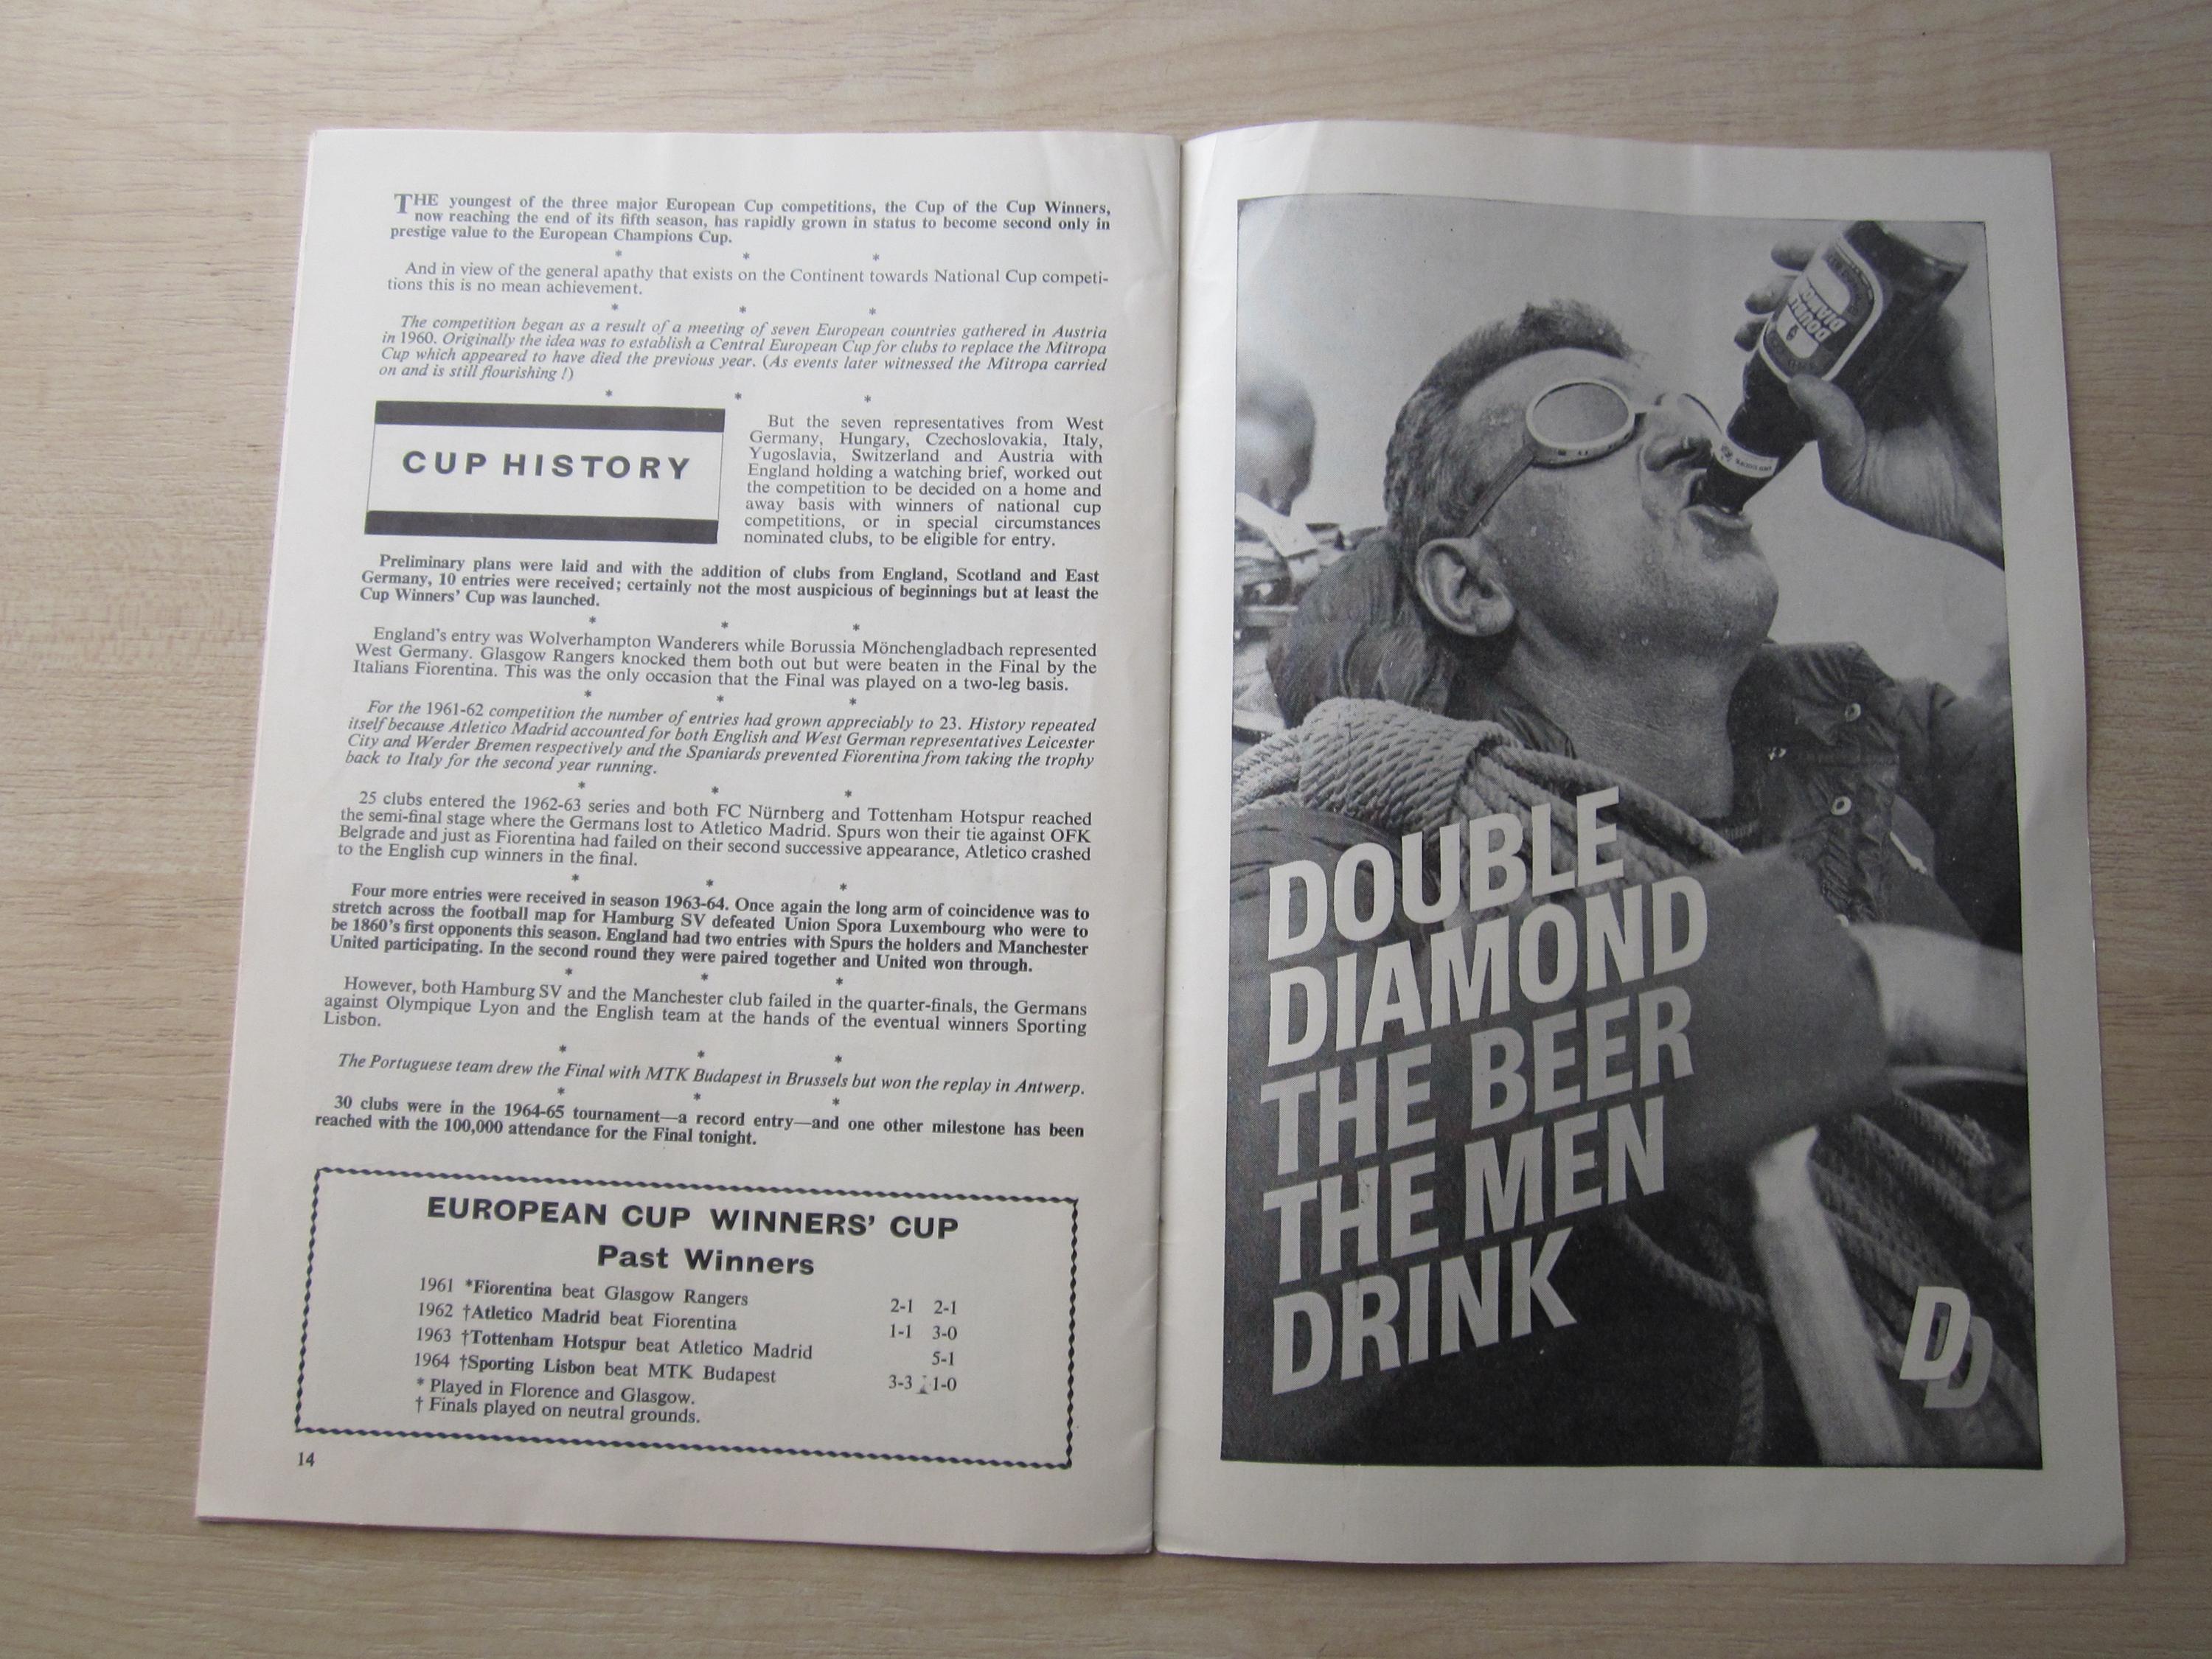 THE youngest of the three major European Cup competitions, the Cup of the Cup Winners,
now reaching the end of its fifth season, has rapidly grown in status to become second only in
prestige value to the European Champions Cup.
* * *
And in view of the general apathy that exists on the Continent towards National Cup competi-
tions this is no mean achievement.
* * *
The competition began as a result of a meeting of seven European countries gathered in Austria
in 1960. Originally the idea was to establish a Central European Cup for clubs to replace the Mitropa
Cup which appeared to have died the previous year. (As events later witnessed the Mitropa carried
on and is still flourishing !)
* * *
CUP HISTORY
But the seven representatives from West
Germany, Hungary, Czechoslovakia, Italy,
Yugoslavia, Switzerland and Austria with
England holding a watching brief, worked out
the competition to be decided on a home and
away basis with winners of national cup
competitions, or in special circumstances
nominated clubs, to be eligible for entry.
Preliminary plans were laid and with the addition of clubs from England, Scotland and East
Germany, 10 entries were received; certainly not the most auspicious of beginnings but at least the
Cup Winners' Cup was launched.
* * *
England's entry was Wolverhampton Wanderers while Borussia Mönchengladbach represented
West Germany. Glasgow Rangers knocked them both out but were beaten in the Final by the
Italians Fiorentina. This was the only occasion that the Final was played on a two-leg basis.
* * *
For the 1961-62 competition the number of entries had grown appreciably to 23. History repeated
itself because Atletico Madrid accounted for both English and West German representatives Leicester
City and Werder Bremen respectively and the Spaniards prevented Fiorentina from taking the trophy
back to Italy for the second year running.
* * *
25 clubs entered the 1962-63 series and both FC Nürnberg and Tottenham Hotspur reached
the semi-final stage where the Germans lost to Atletico Madrid. Spurs won their tie against OFK
Belgrade and just as Fiorentina had failed on their second successive appearance, Atletico crashed
to the English cup winners in the final.
* * *
Four more entries were received in season 1963-64. Once again the long arm of coincidence was to
stretch across the football map for Hamburg SV defeated Union Spora Luxembourg who were to
be 1860's first opponents this season. England had two entries with Spurs the holders and Manchester
United participating. In the second round they were paired together and United won through.
* * *
However, both Hamburg SV and the Manchester club failed in the quarter-finals, the Germans
against Olympique Lyon and the English team at the hands of the eventual winners Sporting
Lisbon.
* * *
The Portuguese team drew the Final with MTK Budapest in Brussels but won the replay in Antwerp.
* * *
30 clubs were in the 1964-65 tournament—a record entry—and one other milestone has been
reached with the 100,000 attendance for the Final tonight.
EUROPEAN CUP WINNERS' CUP
Past Winners
1961 *Fiorentina beat Glasgow Rangers 2-1 2-1
1962 †Atletico Madrid beat Fiorentina 1-1 3-0
1963 †Tottenham Hotspur beat Atletico Madrid 5-1
1964 †Sporting Lisbon beat MTK Budapest 3-3 1-0
* Played in Florence and Glasgow.
† Finals played on neutral grounds.
14
DOUBLE
DIAMOND
DOUBLE
DIAMOND
THE BEER
THE MEN
DRINK
DD